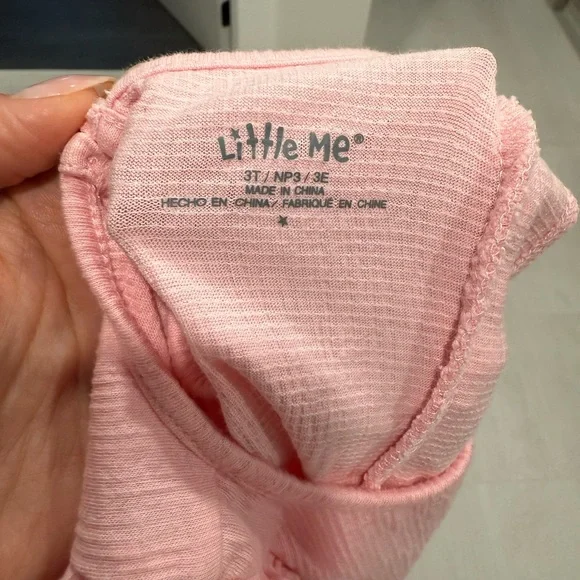 Little Me®
3T / NP3 / 3E
MADE IN CHINA
HECHO EN CHINA / FABRIQUÉ EN CHINE